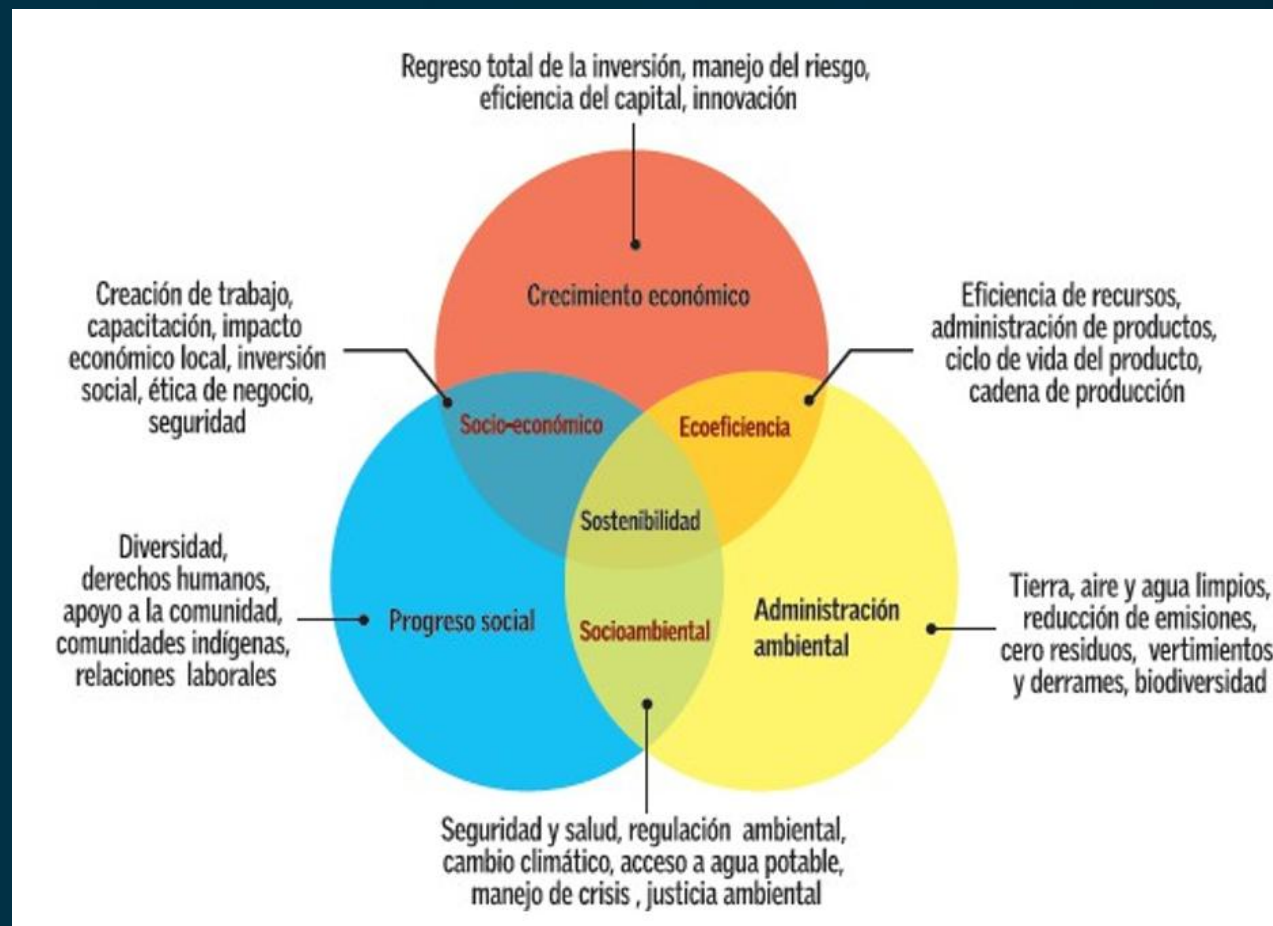 Regreso total de la inversión, manejo del riesgo,
eficiencia del capital, innovación
Crecimiento económico
Creación de trabajo,
capacitación, impacto
económico local, inversión
social, ética de negocio,
seguridad
Eficiencia de recursos,
administración de productos,
ciclo de vida del producto,
cadena de producción
Socio-económico
Ecoeficiencia
Sostenibilidad
Diversidad,
derechos humanos,
apoyo a la comunidad,
comunidades indígenas,
relaciones laborales
Progreso social
Socioambiental
Administración
ambiental
Tierra, aire y agua limpios,
reducción de emisiones,
cero residuos, vertimientos
y derrames, biodiversidad
Seguridad y salud, regulación ambiental,
cambio climático, acceso a agua potable,
manejo de crisis , justicia ambiental